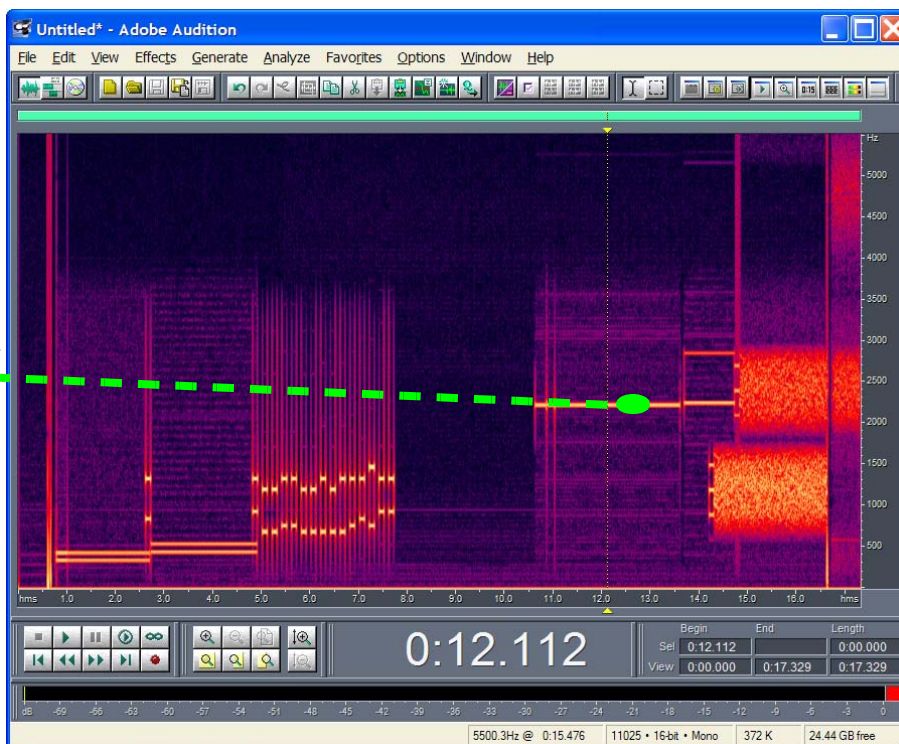 Untitled* - Adobe Audition
File Edit View Effects Generate Analyze Favorites Options Window Help
Hz
5000
4500
4000
3500
3000
2500
2000
1500
1000
500
hms 1.0 2.0 3.0 4.0 5.0 6.0 7.0 8.0 9.0 10.0 11.0 12.0 13.0 14.0 15.0 16.0 hms
0:12.112
Begin End Length
Sel 0:12.112 0:00.000
View 0:00.000 0:17.329 0:17.329
dB -69 -66 -63 -60 -57 -54 -51 -48 -45 -42 -39 -36 -33 -30 -27 -24 -21 -18 -15 -12 -9 -6 -3 0
5500.3Hz @ 0:15.476 11025 • 16-bit • Mono 372 K 24.44 GB free